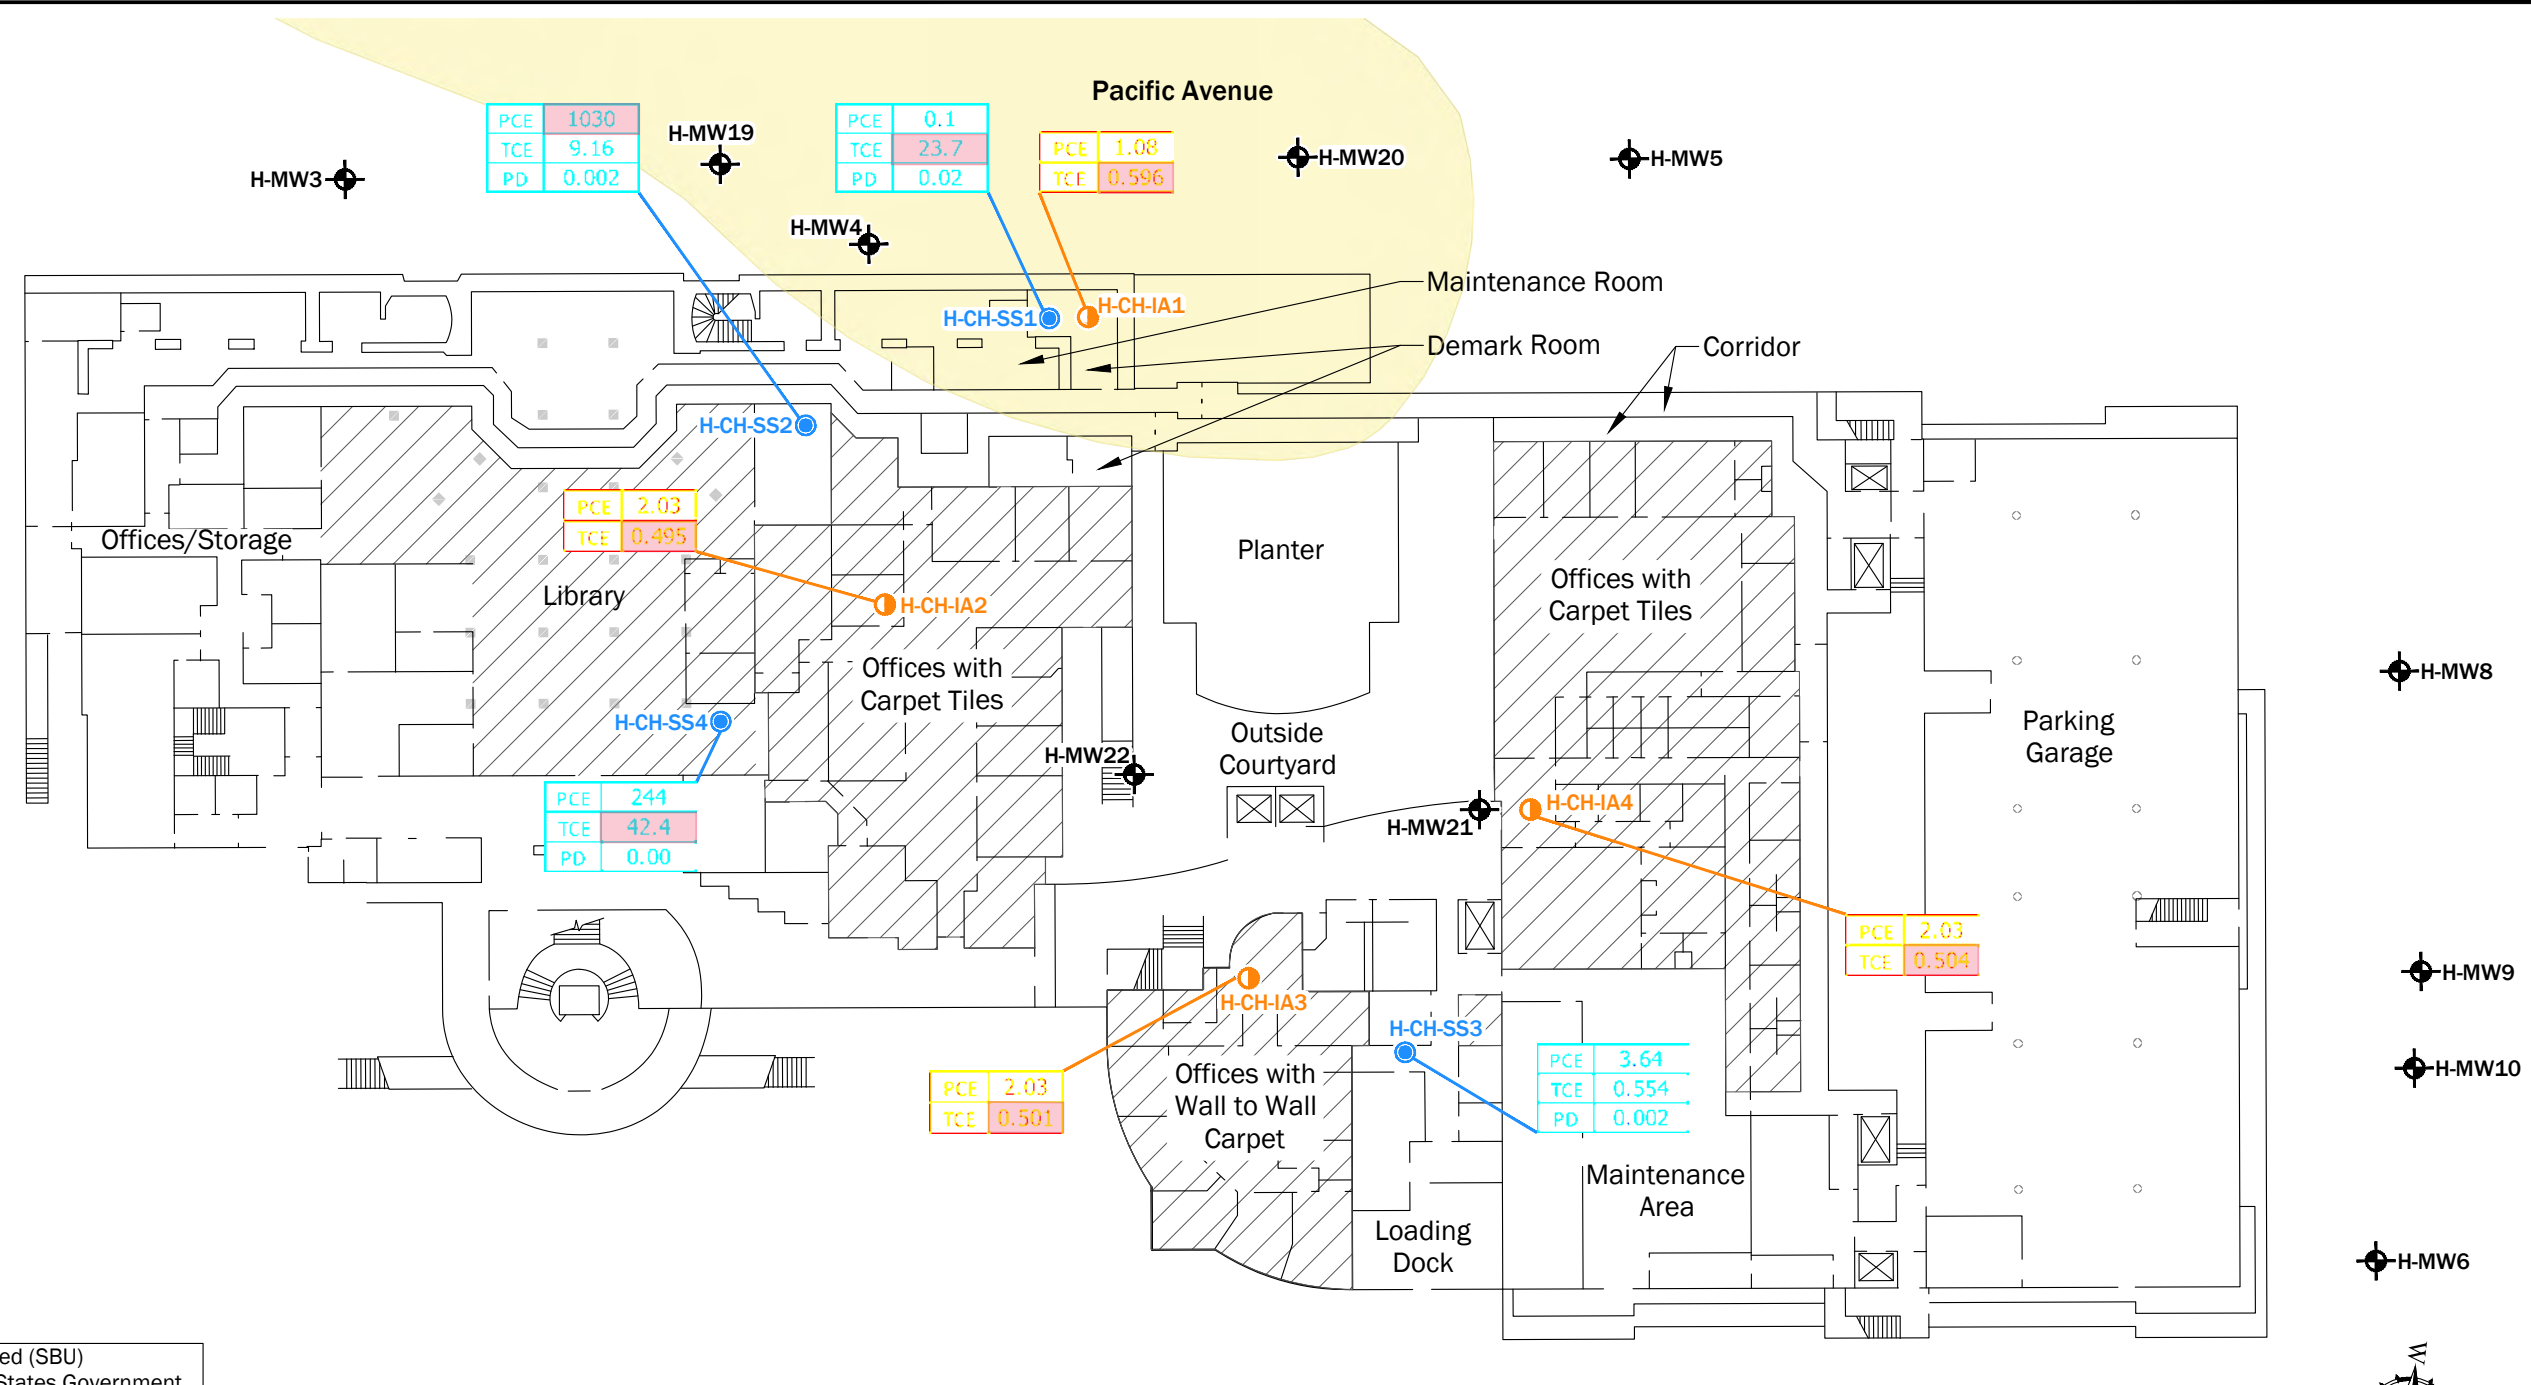 Pacific Avenue
PCE 1030
TCE 9.16
PD 0.002
H-MW19
PCE 0.1
TCE 23.7
PD 0.02
PCE 1.08
TCE 0.596
H-MW20
H-MW5
H-MW3
H-MW4
Maintenance Room
H-CH-SS1
H-CH-IA1
Demark Room
Corridor
H-CH-SS2
PCE 2.03
TCE 0.495
Offices/Storage
Planter
Library
H-CH-IA2
Offices with
Carpet Tiles
Offices with
Carpet Tiles
H-MW8
H-CH-SS4
Outside
Courtyard
Parking
Garage
H-MW22
PCE 244
TCE 42.4
PD 0.00
H-MW21
H-CH-IA4
PCE 2.03
TCE 0.504
H-MW9
H-CH-IA3
H-CH-SS3
PCE 2.03
TCE 0.501
Offices with
Wall to Wall
Carpet
PCE 3.64
TCE 0.554
PD 0.002
H-MW10
Maintenance
Area
Loading
Dock
H-MW6
ed (SBU)
States Government
W